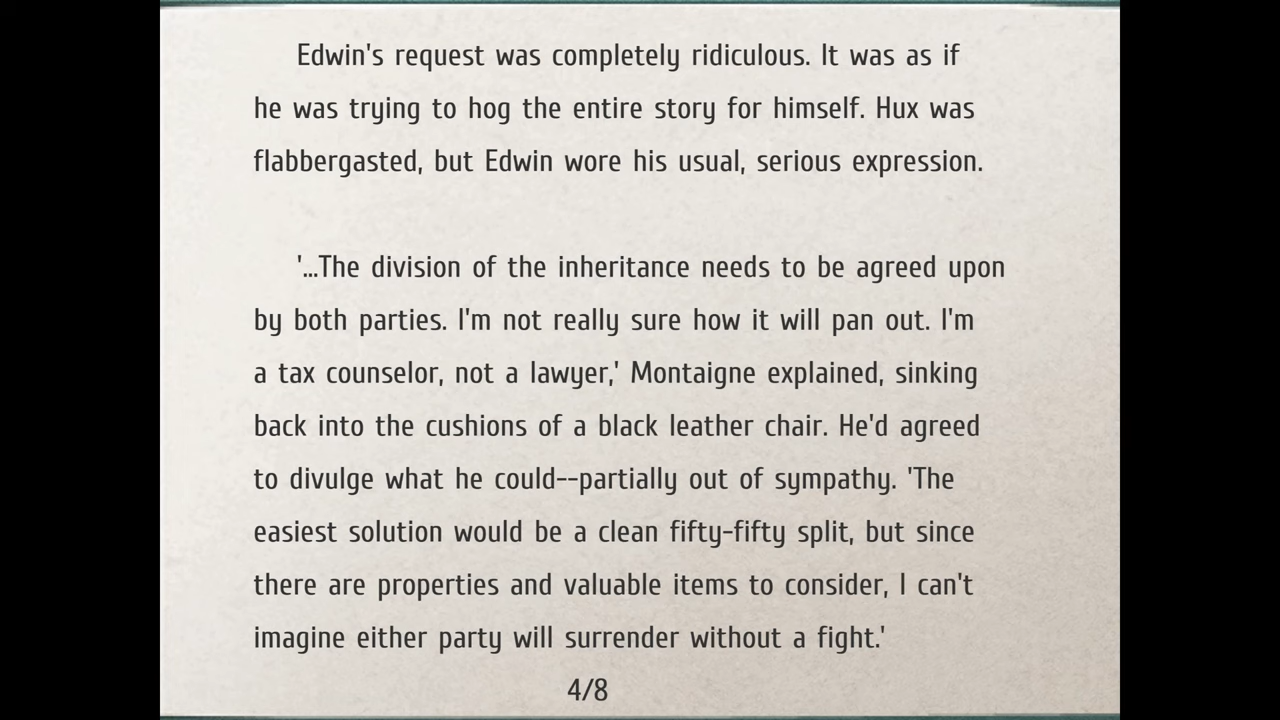 Edwin's request was completely ridiculous. It was as if
he was trying to hog the entire story for himself. Hux was
flabbergasted, but Edwin wore his usual, serious expression.
'...The division of the inheritance needs to be agreed upon
by both parties. I'm not really sure how it will pan out. I'm
a tax counselor, not a lawyer,' Montaigne explained, sinking
back into the cushions of a black leather chair. He'd agreed
to divulge what he could--partially out of sympathy. 'The
easiest solution would be a clean fifty-fifty split, but since
there are properties and valuable items to consider, I can't
imagine either party will surrender without a fight.'
4/8